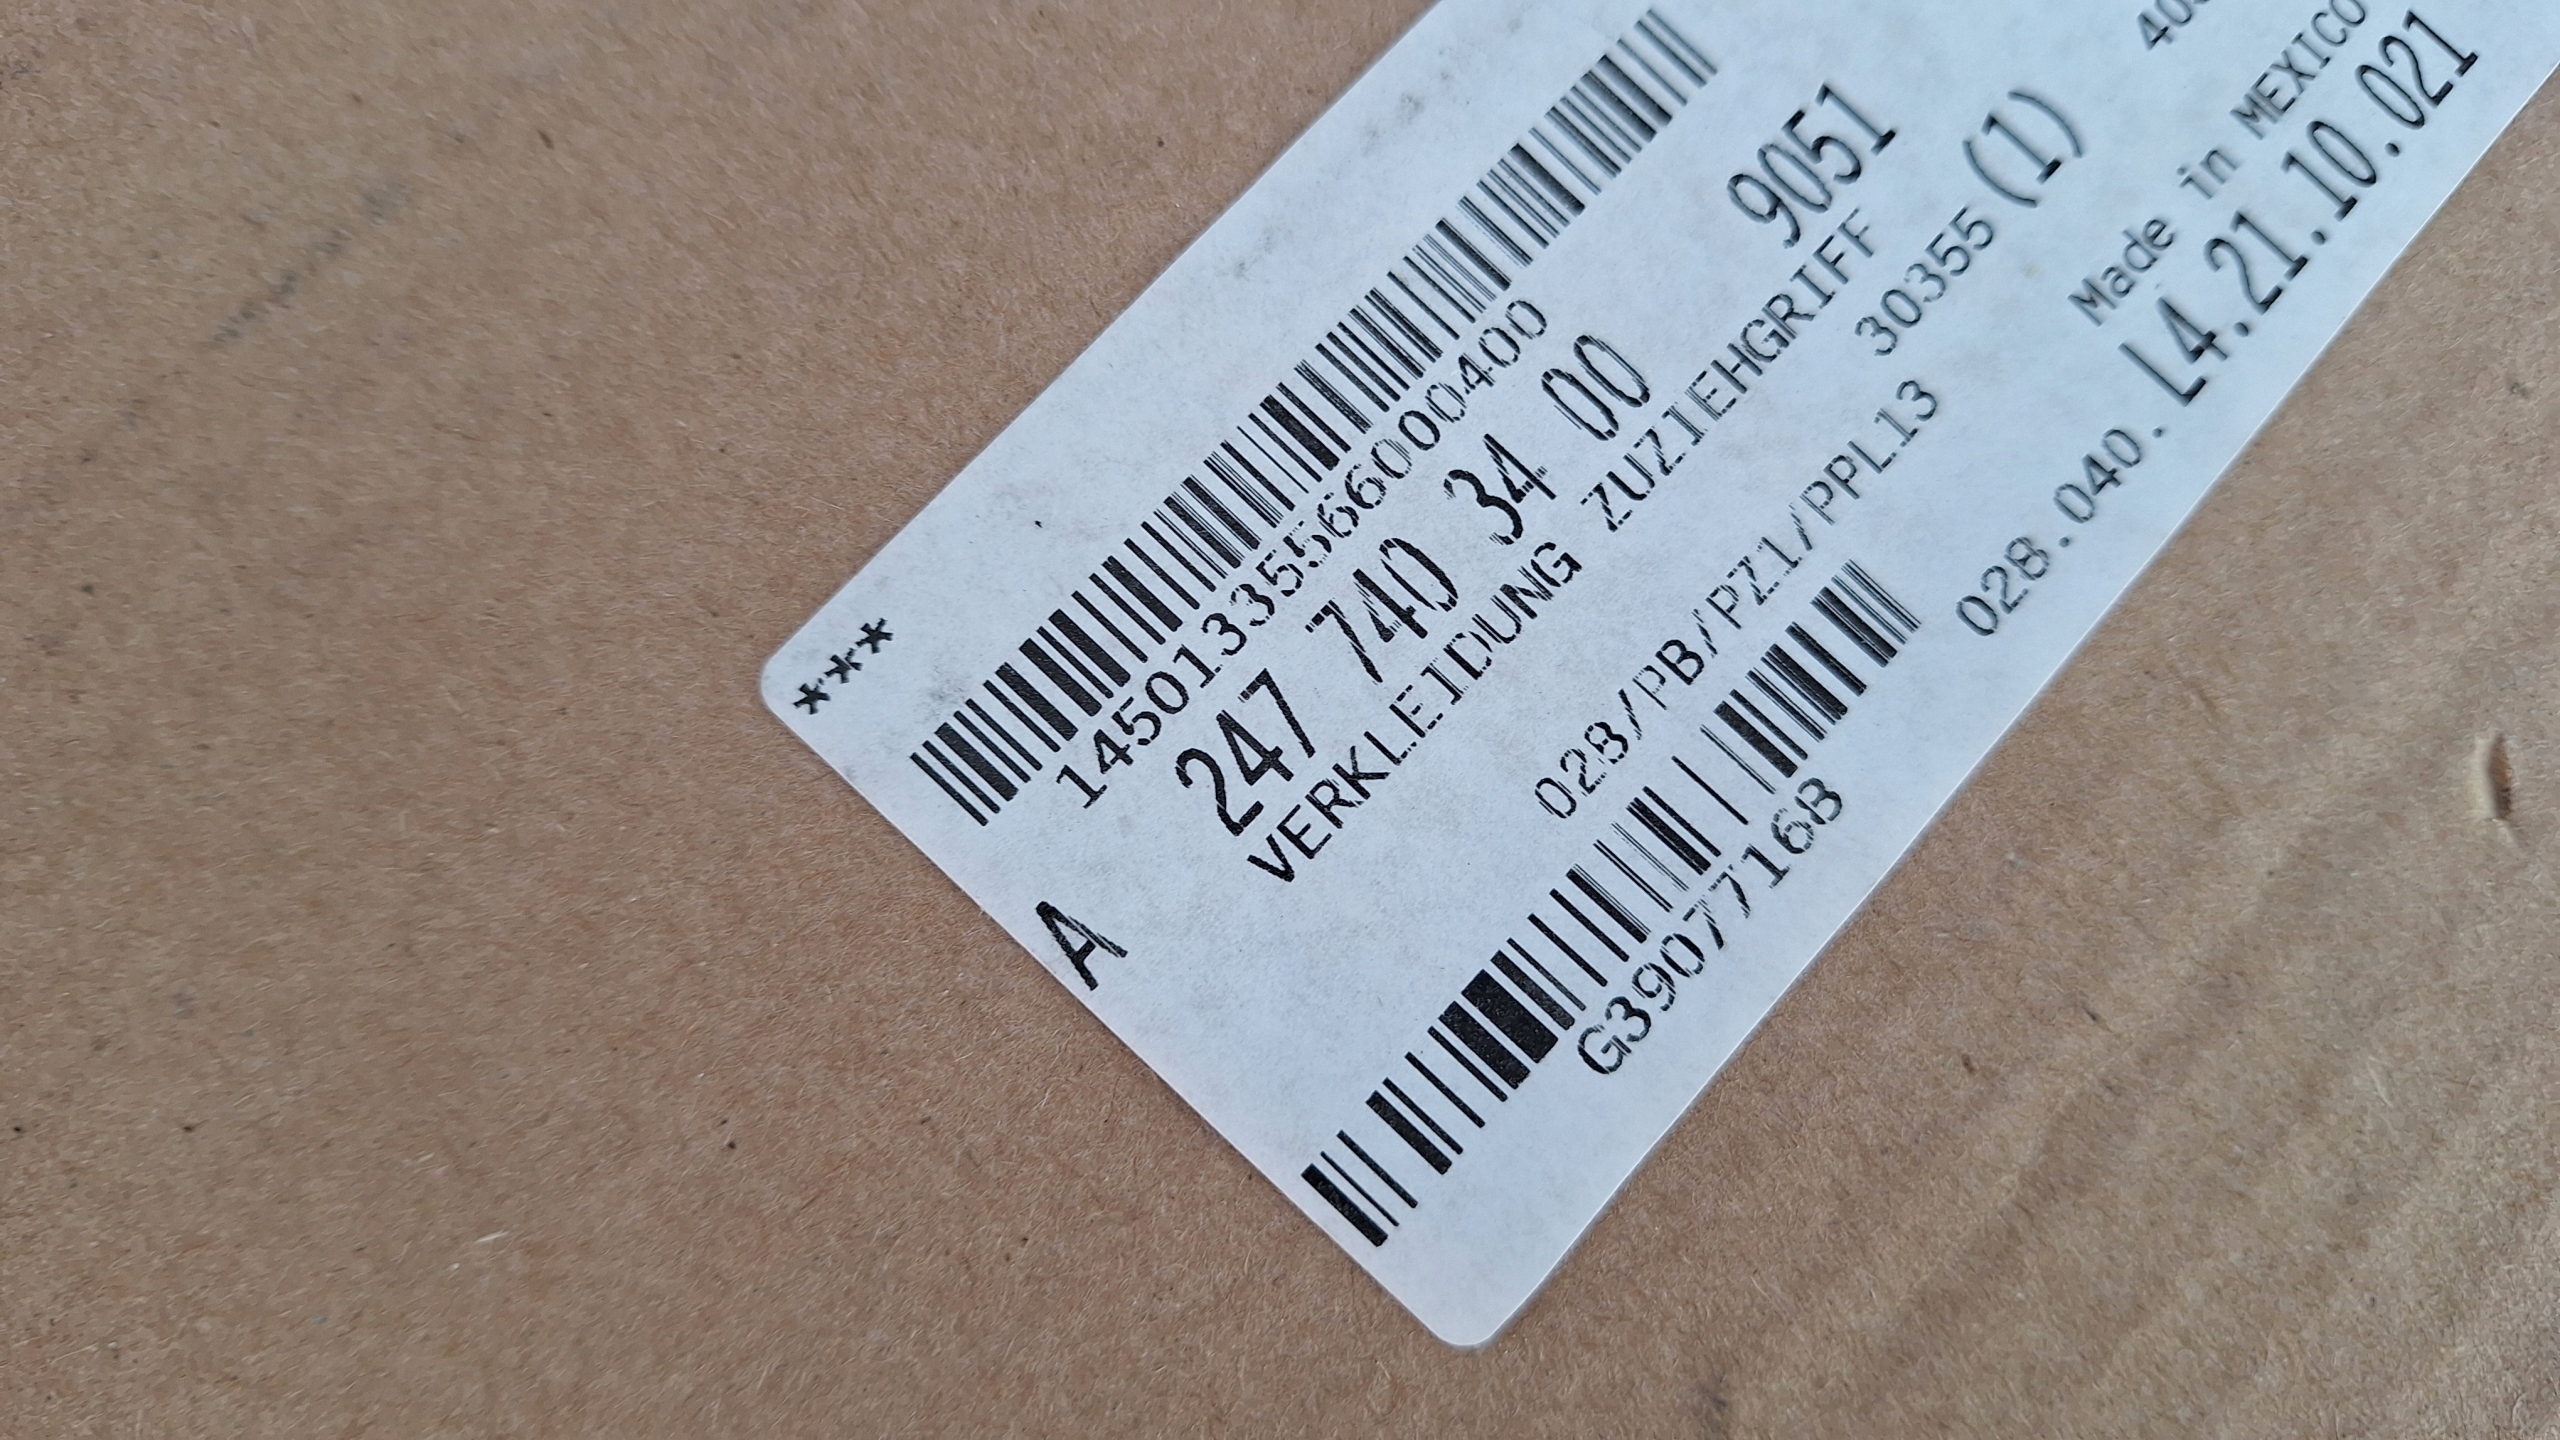 ***
145013355566000400
A 247 740 34 00 9051
VERKLEIDUNG ZUZIEHGRIFF
028/PB/PZ1/PPL13 30355 (1)
G39077168
Made in MEXICO
028.040. L4.21.10.021